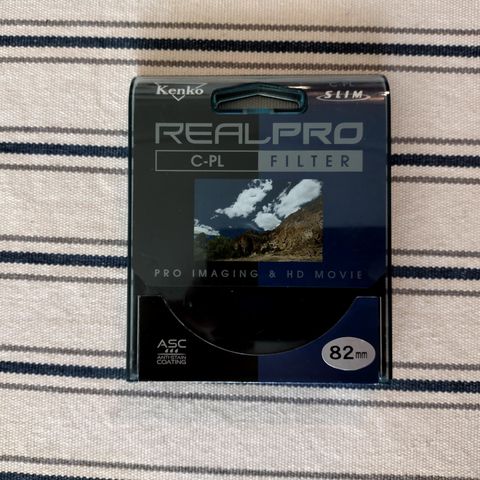 Kenko
SLIM
REALPRO
C-PL FILTER
PRO IMAGING & HD MOVIE
ASC
ANTI-STAIN
COATING
82mm